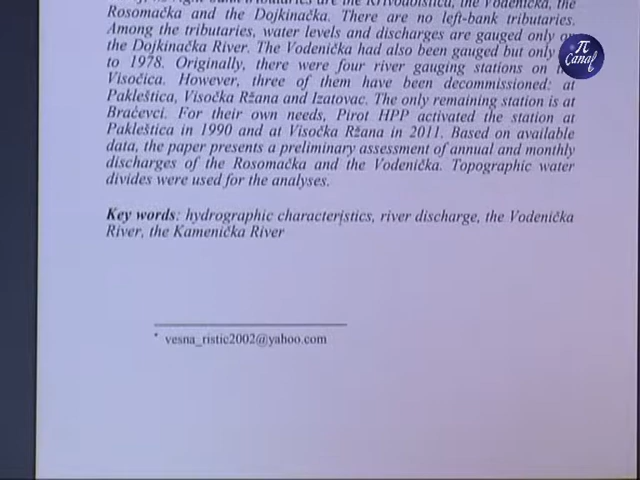 Rosomačka and the Dojkinačka. There are no left-bank tributaries.
Among the tributaries, water levels and discharges are gauged only on
the Dojkinačka River. The Vodenička had also been gauged but only
to 1978. Originally, there were four river gauging stations on
Visočica. However, three of them have been decommissioned: at
Pakleštica, Visočka Ržana and Izatovac. The only remaining station is at
Braćevci. For their own needs, Pirot HPP activated the station at
Pakleštica in 1990 and at Visočka Ržana in 2011. Based on available
data, the paper presents a preliminary assessment of annual and monthly
discharges of the Rosomačka and the Vodenička. Topographic water
divides were used for the analyses.
Key words: hydrographic characteristics, river discharge, the Vodenička
River, the Kamenička River
* vesna_ristic2002@yahoo.com
π
Canal